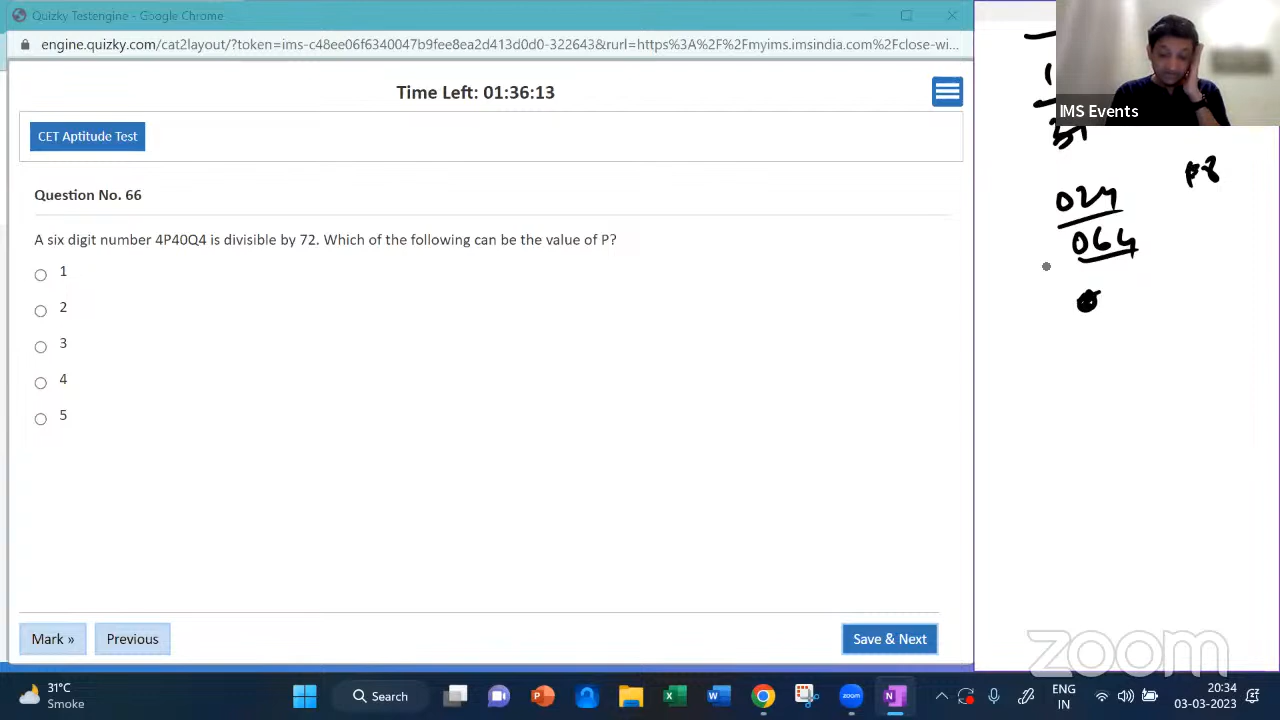 Quizky Testengine - Google Chrome
engine.quizky.com/cat2layout/?token=ims-c48ee06f6340047b9fee8ea2d413d0d0-322643&rurl=https%3A%2F%2Fmyims.imsindia.com%2Fclose-wi...
Time Left: 01:36:13
CET Aptitude Test
Question No. 66
A six digit number 4P40Q4 is divisible by 72. Which of the following can be the value of P?
1
2
3
4
5
Mark »
Previous
Save & Next
IMS Events
024
064
zoom
31°C
Smoke
Search
zoom
ENG
IN
20:34
03-03-2023